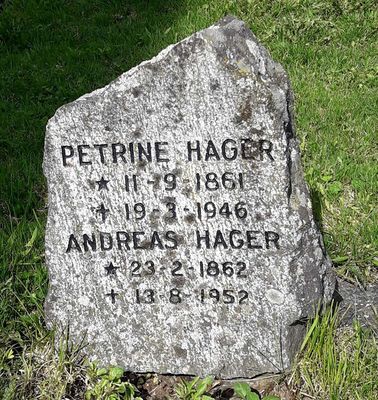 PETRINE HAGER
★ 11-9-1861
✝ 19-3-1946
ANDREAS HAGER
★ 23-2-1862
✝ 13-8-1952